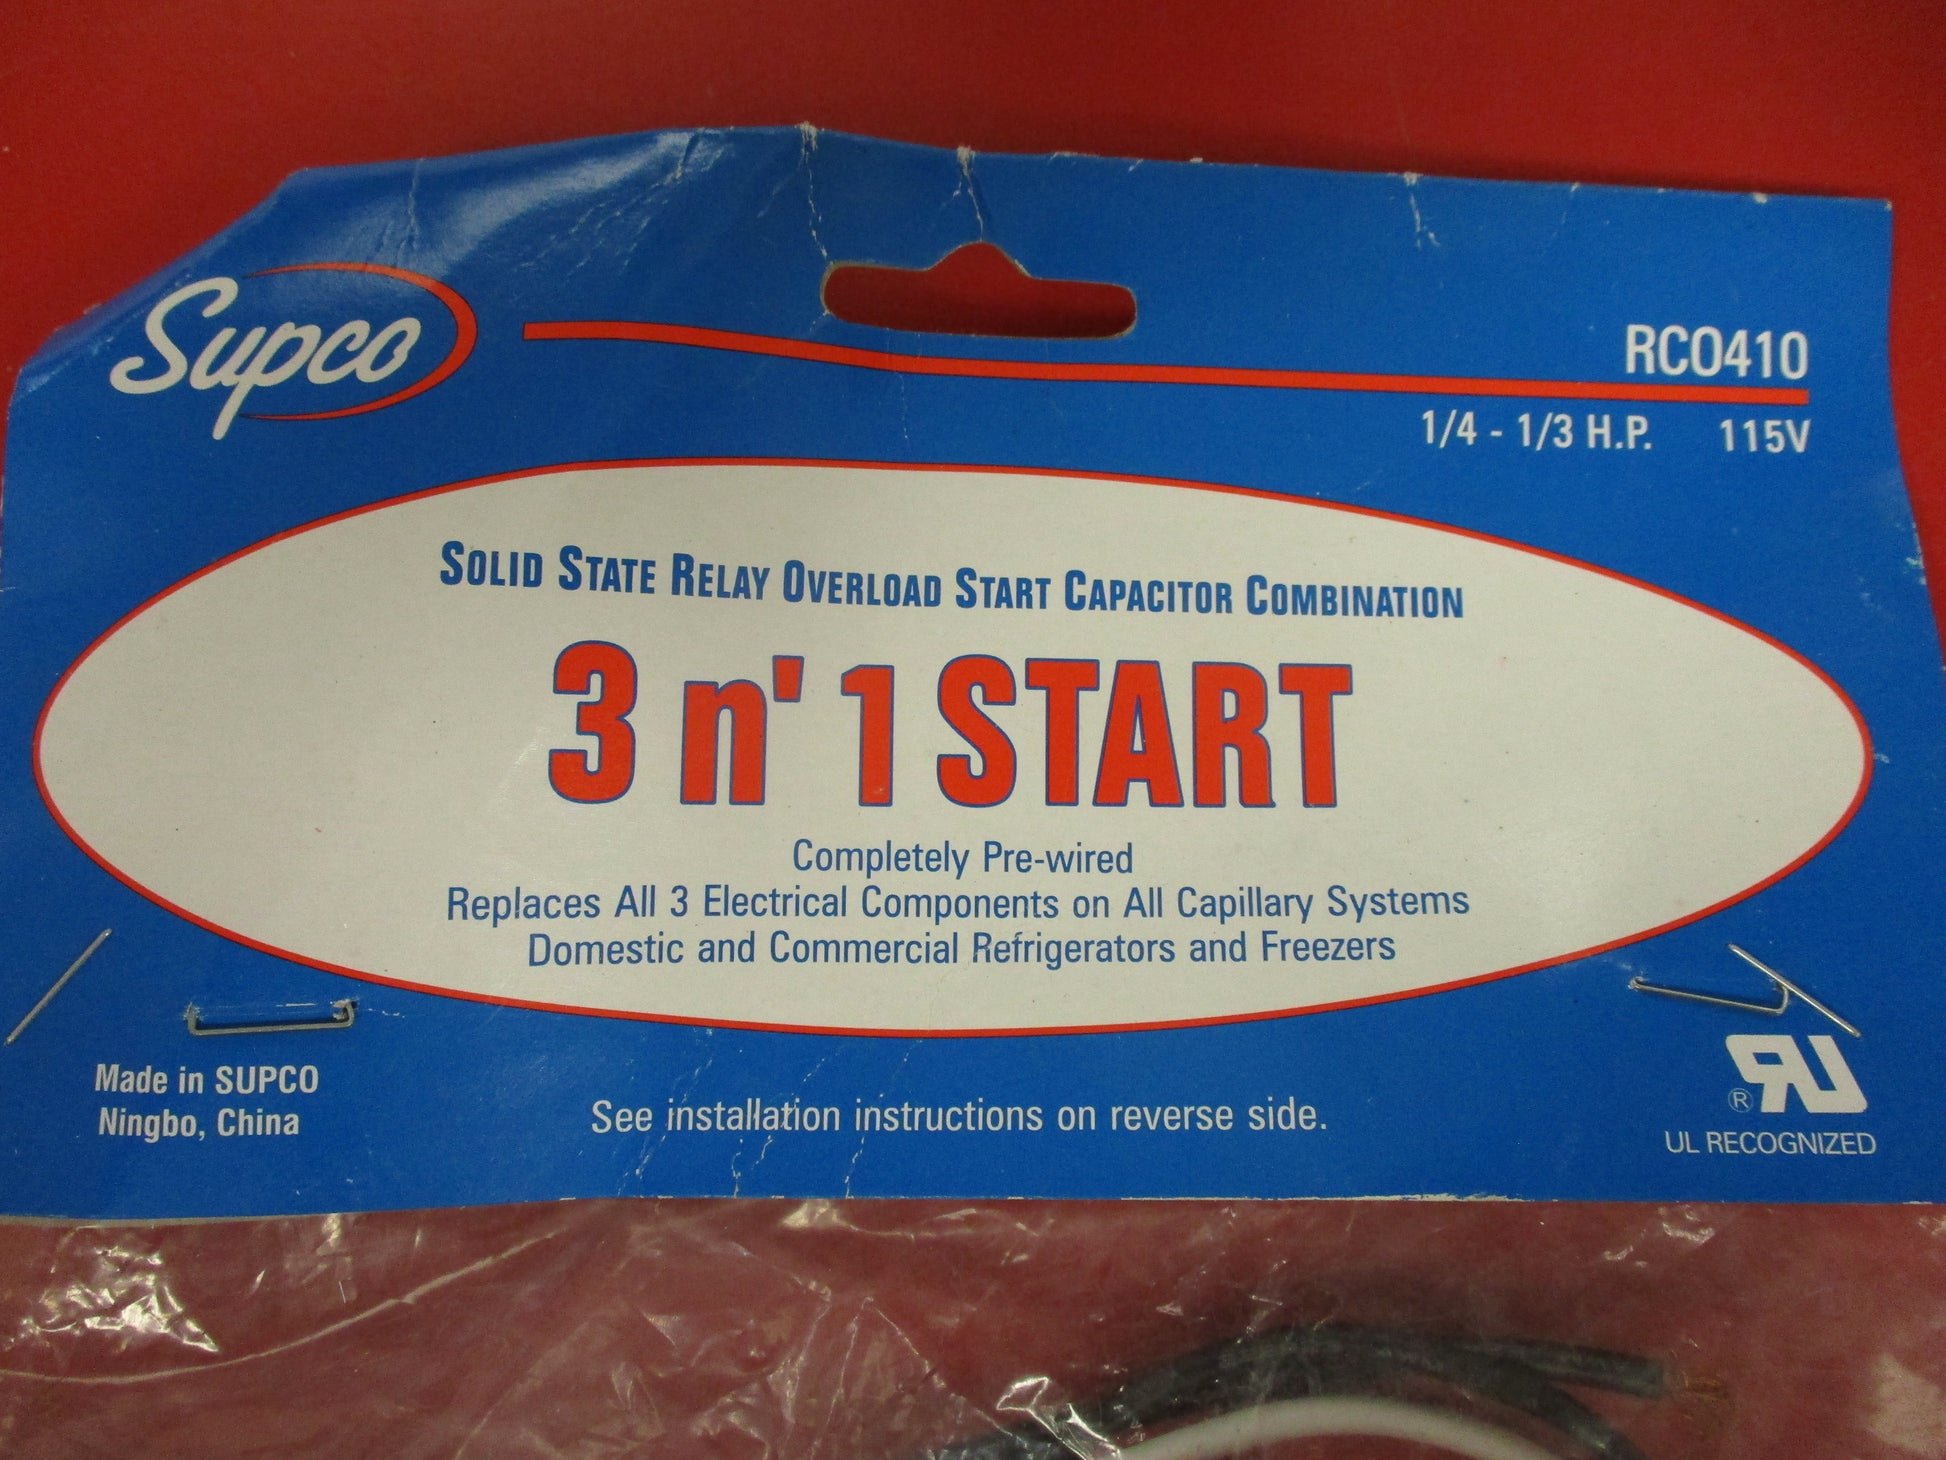 Supco
RCO410
1/4 - 1/3 H.P. 115V
SOLID STATE RELAY OVERLOAD START CAPACITOR COMBINATION
3 n' 1 START
Completely Pre-wired
Replaces All 3 Electrical Components on All Capillary Systems
Domestic and Commercial Refrigerators and Freezers
Made in SUPCO
Ningbo, China
See installation instructions on reverse side.
RU ®
UL RECOGNIZED